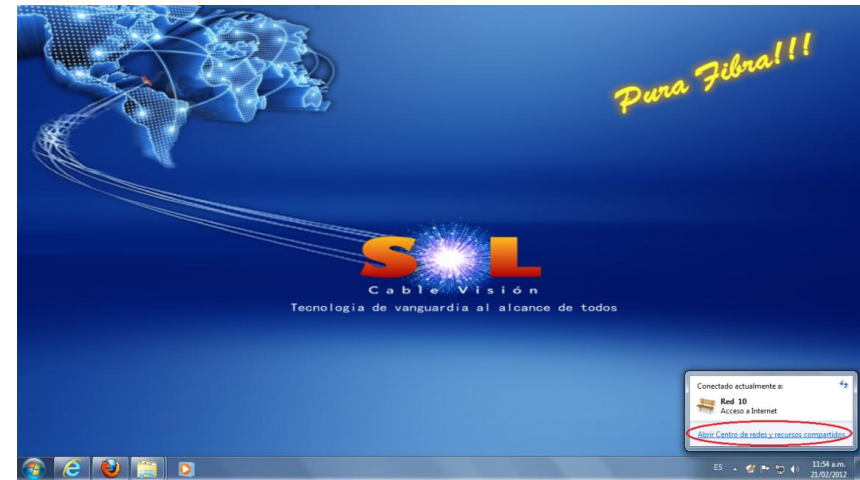 Pura Fibra!!!
SOL
Cable Visión
Tecnologia de vanguardia al alcance de todos
Conectado actualmente a:
Red 10
Acceso a Internet
Abrir Centro de redes y recursos compartidos
ES
11:54 a.m.
21/02/2012